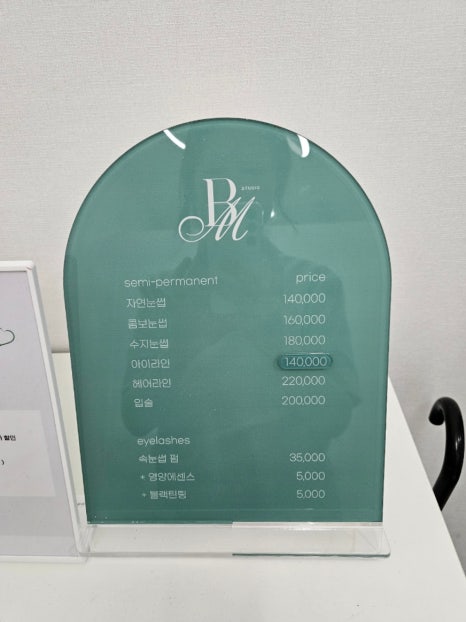 BM STUDIO
semi-permanent price
자연눈썹 140,000
콤보눈썹 160,000
수지눈썹 180,000
아이라인 140,000
헤어라인 220,000
입술 200,000
eyelashes
속눈썹 펌 35,000
+ 영양에센스 5,000
+ 블랙틴팅 5,000
할인
)